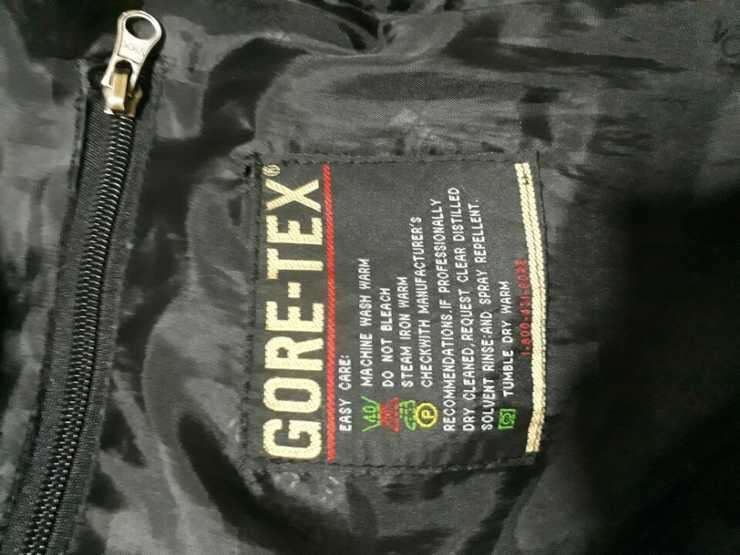 GORE-TEX®
EASY CARE:
40 MACHINE WASH WARM
DO NOT BLEACH
STEAM IRON WARM
P CHECKWITH MANUFACTURER'S
RECOMMENDATIONS.IF PROFESSIONALLY
DRY CLEANED,REQUEST CLEAR DISTILLED
SOLVENT RINSE AND SPRAY REPELLENT.
TUMBLE DRY WARM